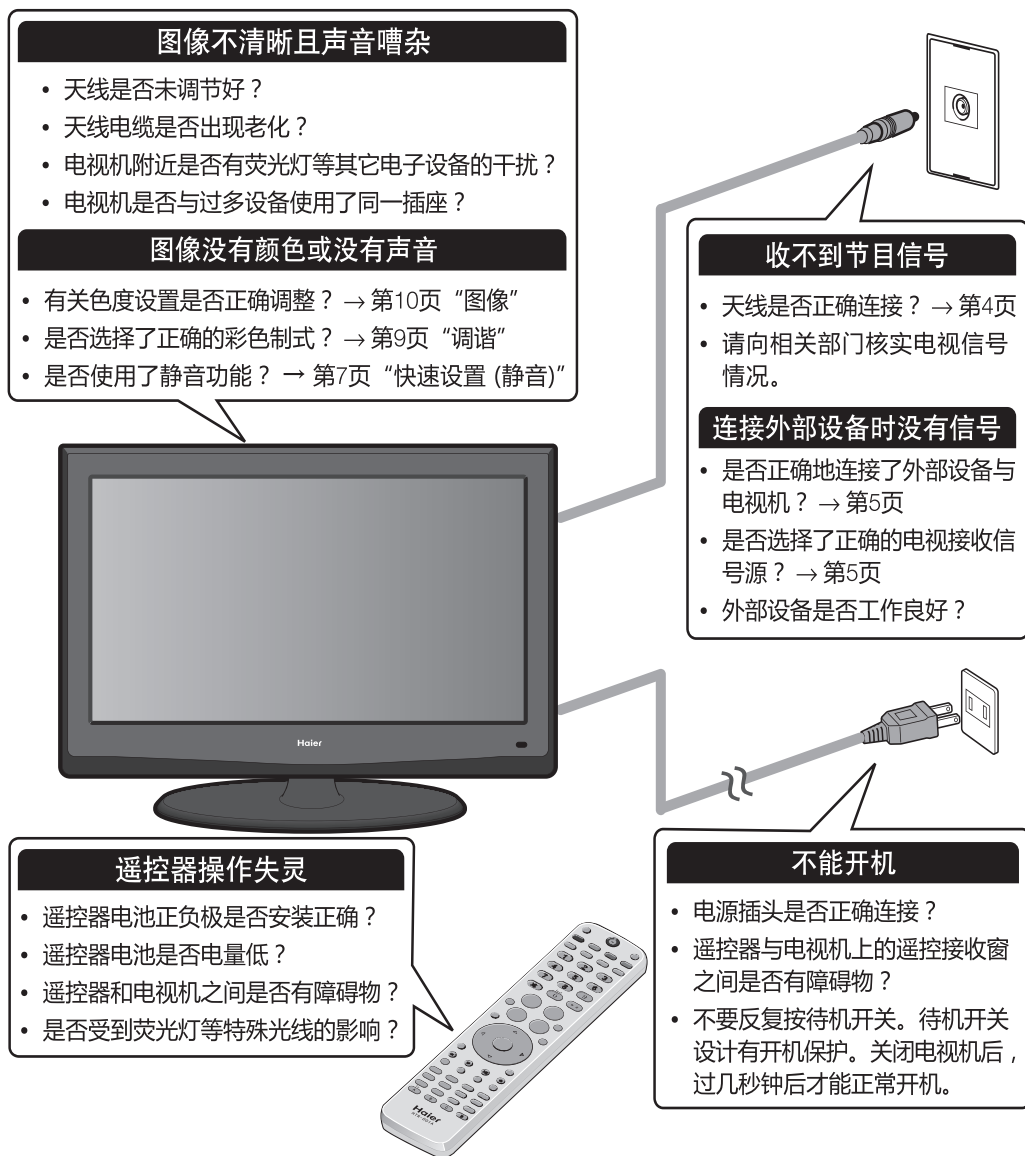 图像不清晰且声音嘈杂
• 天线是否未调节好？
• 天线电缆是否出现老化？
• 电视机附近是否有荧光灯等其它电子设备的干扰？
• 电视机是否与过多设备使用了同一插座？
图像没有颜色或没有声音
• 有关色度设置是否正确调整？ → 第10页“图像”
• 是否选择了正确的彩色制式？ → 第9页“调谐”
• 是否使用了静音功能？ → 第7页“快速设置 (静音)”
收不到节目信号
• 天线是否正确连接？ → 第4页
• 请向相关部门核实电视信号
情况。
连接外部设备时没有信号
• 是否正确地连接了外部设备与
电视机？ → 第5页
• 是否选择了正确的电视接收信
号源？ → 第5页
• 外部设备是否工作良好？
Haier
遥控器操作失灵
• 遥控器电池正负极是否安装正确？
• 遥控器电池是否电量低？
• 遥控器和电视机之间是否有障碍物？
• 是否受到荧光灯等特殊光线的影响？
Haier
不能开机
• 电源插头是否正确连接？
• 遥控器与电视机上的遥控接收窗
之间是否有障碍物？
• 不要反复按待机开关。待机开关
设计有开机保护。关闭电视机后，
过几秒钟后才能正常开机。